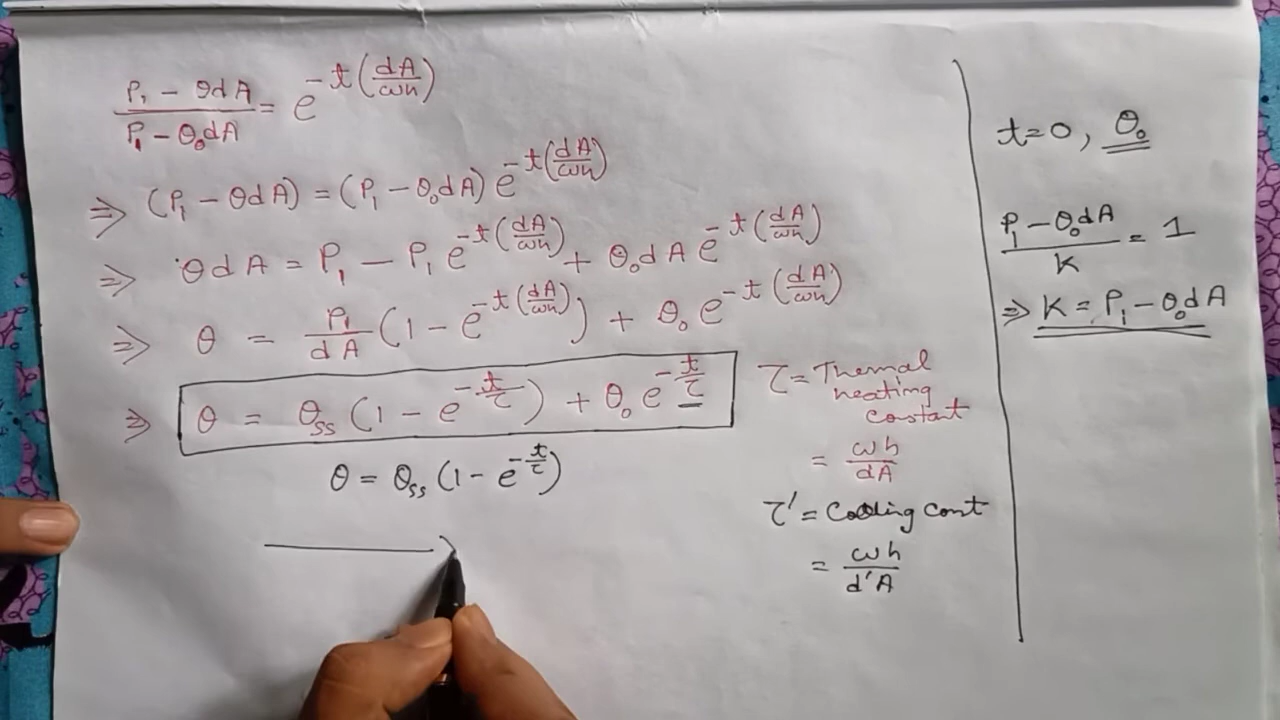 (P₁ - θdA)/(P₁ - θ₀dA) = e^(-t(dA/ωh))
⇒ (P₁ - θdA) = (P₁ - θ₀dA) e^(-t(dA/ωh))
⇒ θdA = P₁ - P₁ e^(-t(dA/ωh)) + θ₀dA e^(-t(dA/ωh))
⇒ θ = P₁/dA (1 - e^(-t(dA/ωh))) + θ₀ e^(-t(dA/ωh))
⇒ θ = θss (1 - e^(-t/τ)) + θ₀ e^(-t/τ)
θ = θss (1 - e^(-t/τ))
τ = Thermal
heating
constant
= ωh/dA
τ' = Cooling const
= ωh/d'A
t=0, θ₀
(P₁ - θ₀dA)/K = 1
⇒ K = P₁ - θ₀dA